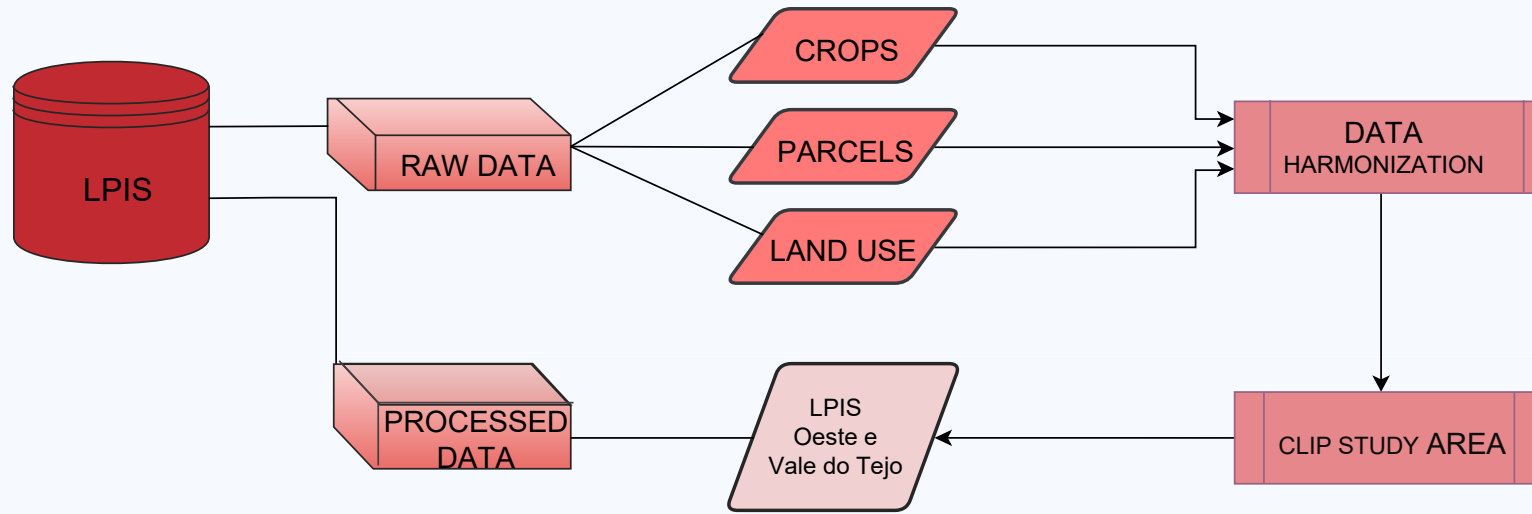 LPIS
RAW DATA
CROPS
PARCELS
LAND USE
DATA
HARMONIZATION
CLIP STUDY AREA
LPIS
Oeste e
Vale do Tejo
PROCESSED
DATA